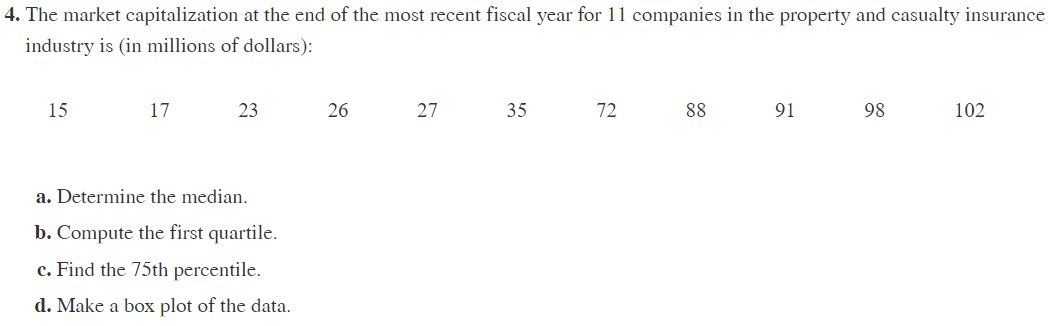 4. The market capitalization at the end of the most recent fiscal year for 11 companies in the property and casualty insurance
industry is (in millions of dollars):
15 17 23 26 27 35 72 88 91 98 102
a. Determine the median.
b. Compute the first quartile.
c. Find the 75th percentile.
d. Make a box plot of the data.